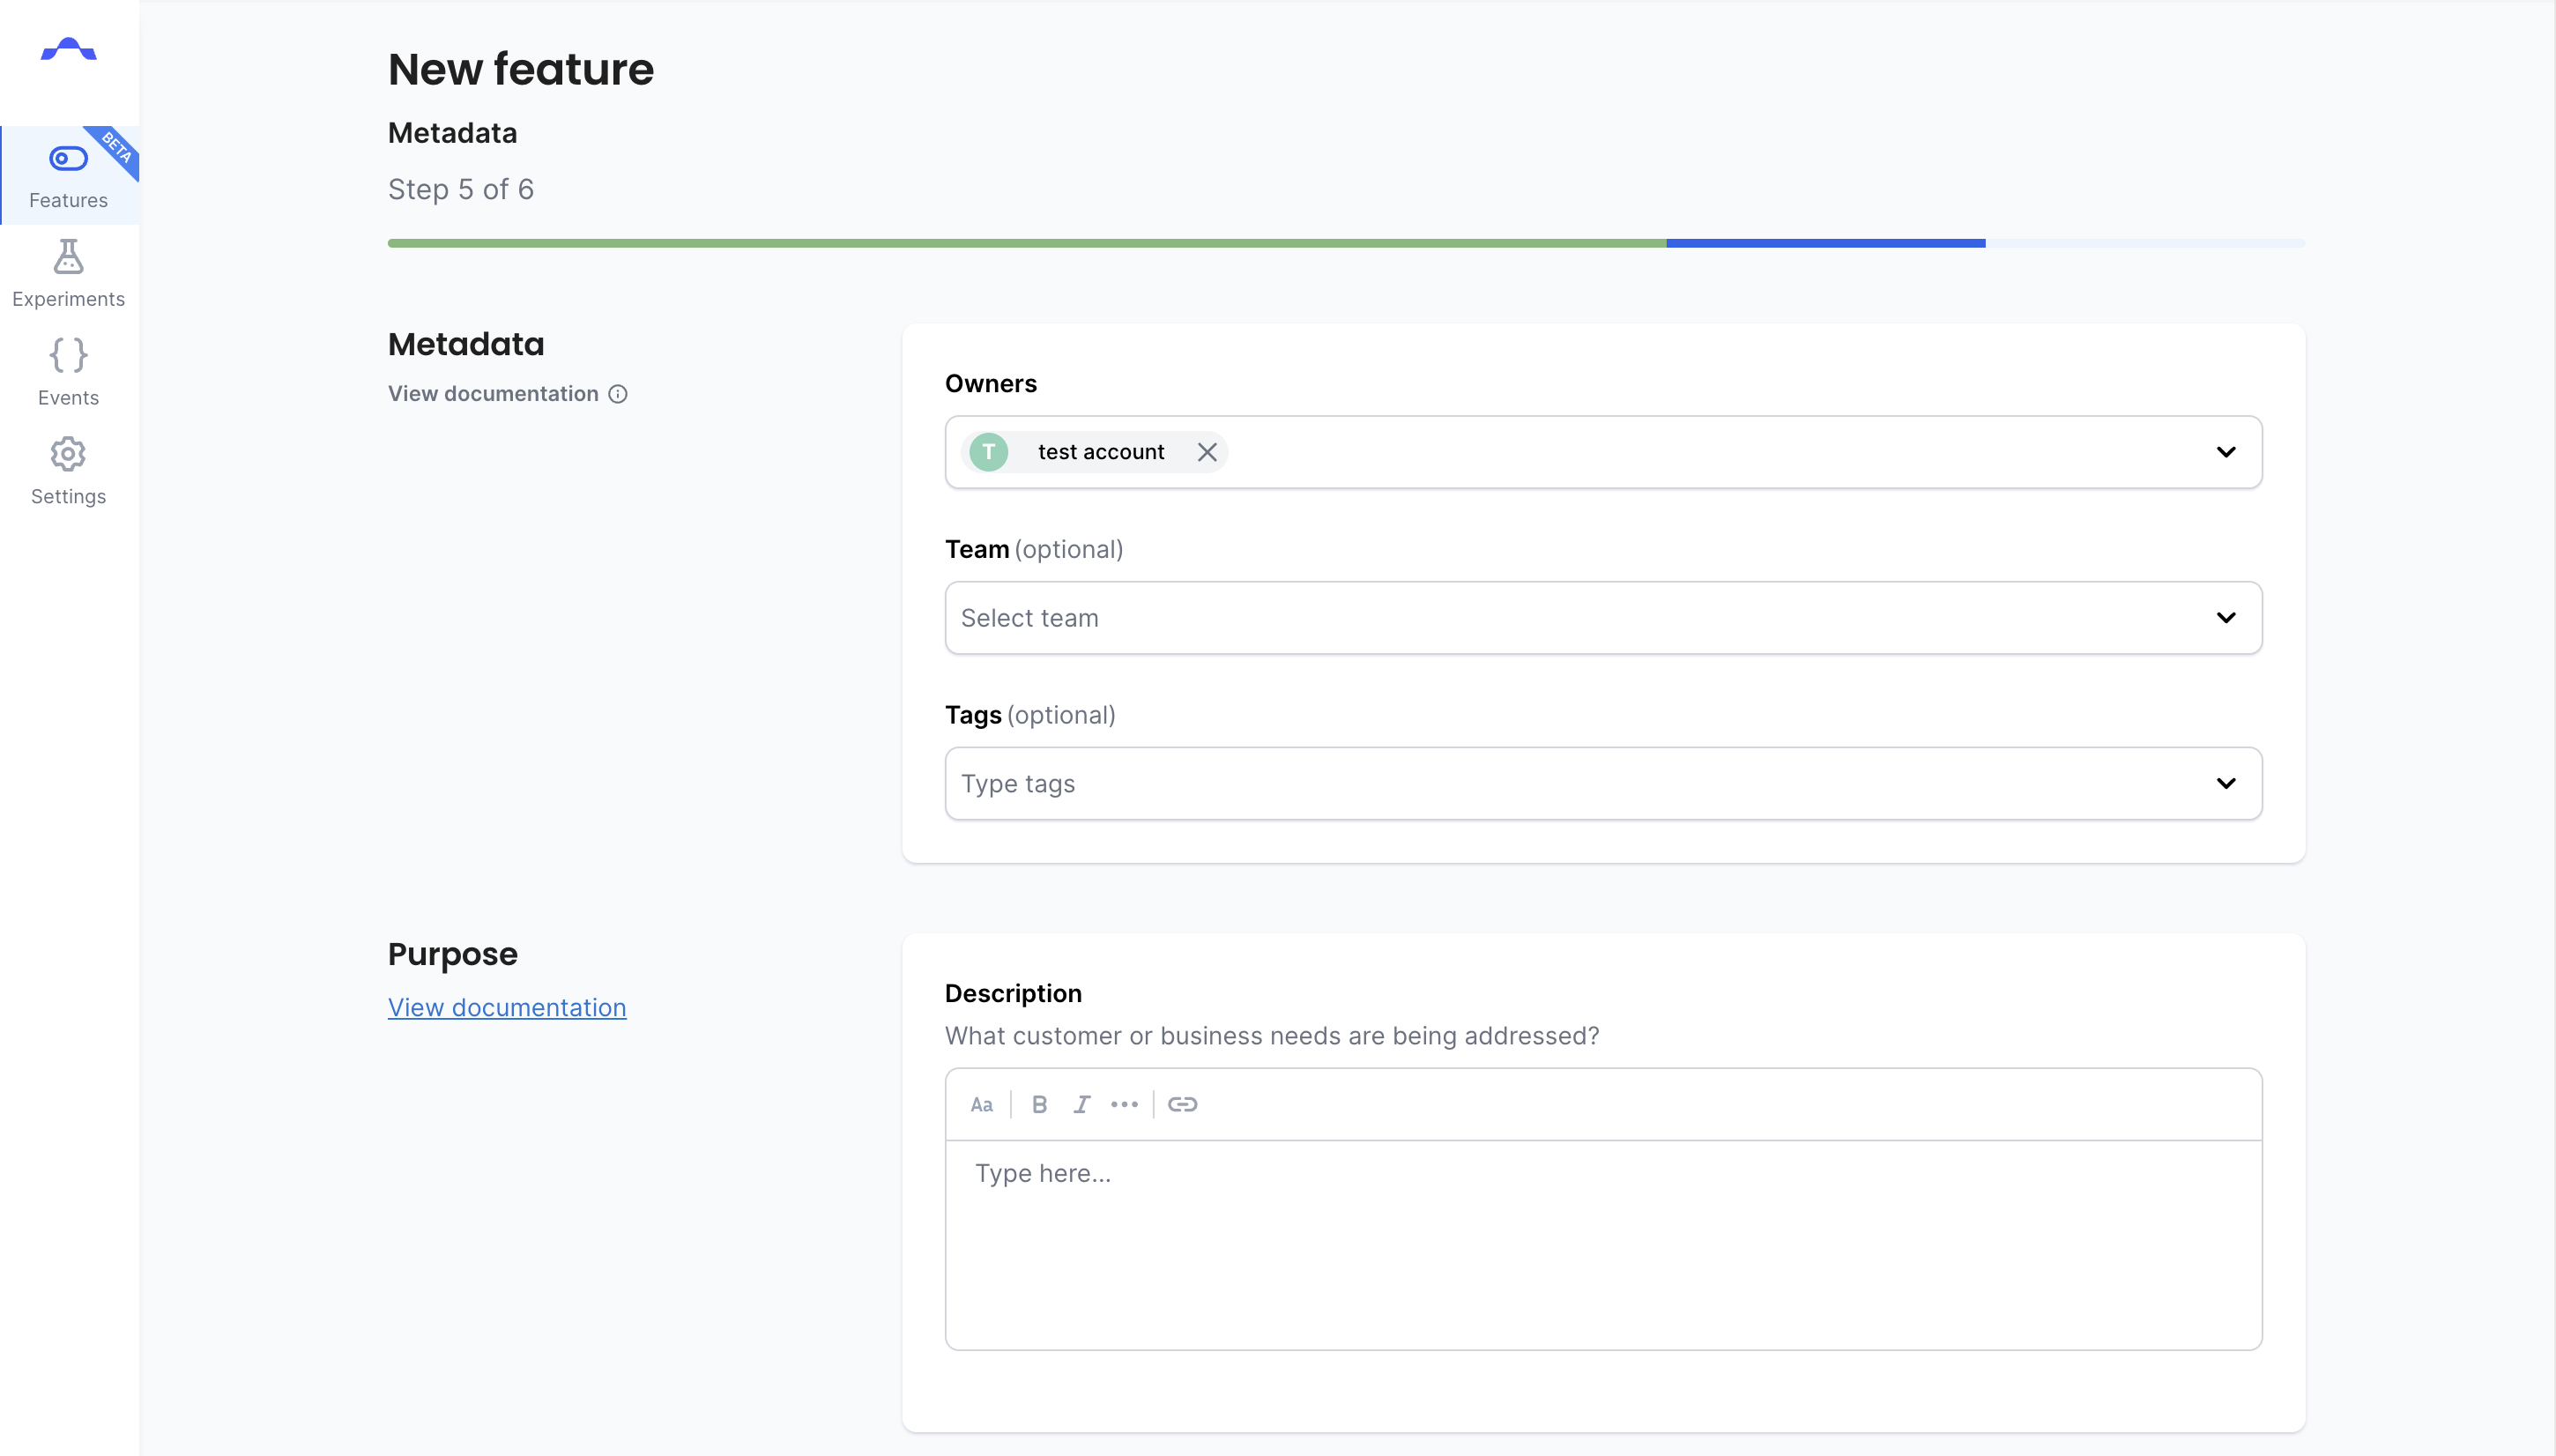 BETA
Features
Experiments
Events
Settings
New feature
Metadata
Step 5 of 6
Metadata
View documentation
Owners
T test account
Team (optional)
Select team
Tags (optional)
Type tags
Purpose
View documentation
Description
What customer or business needs are being addressed?
Aa B I
Type here...